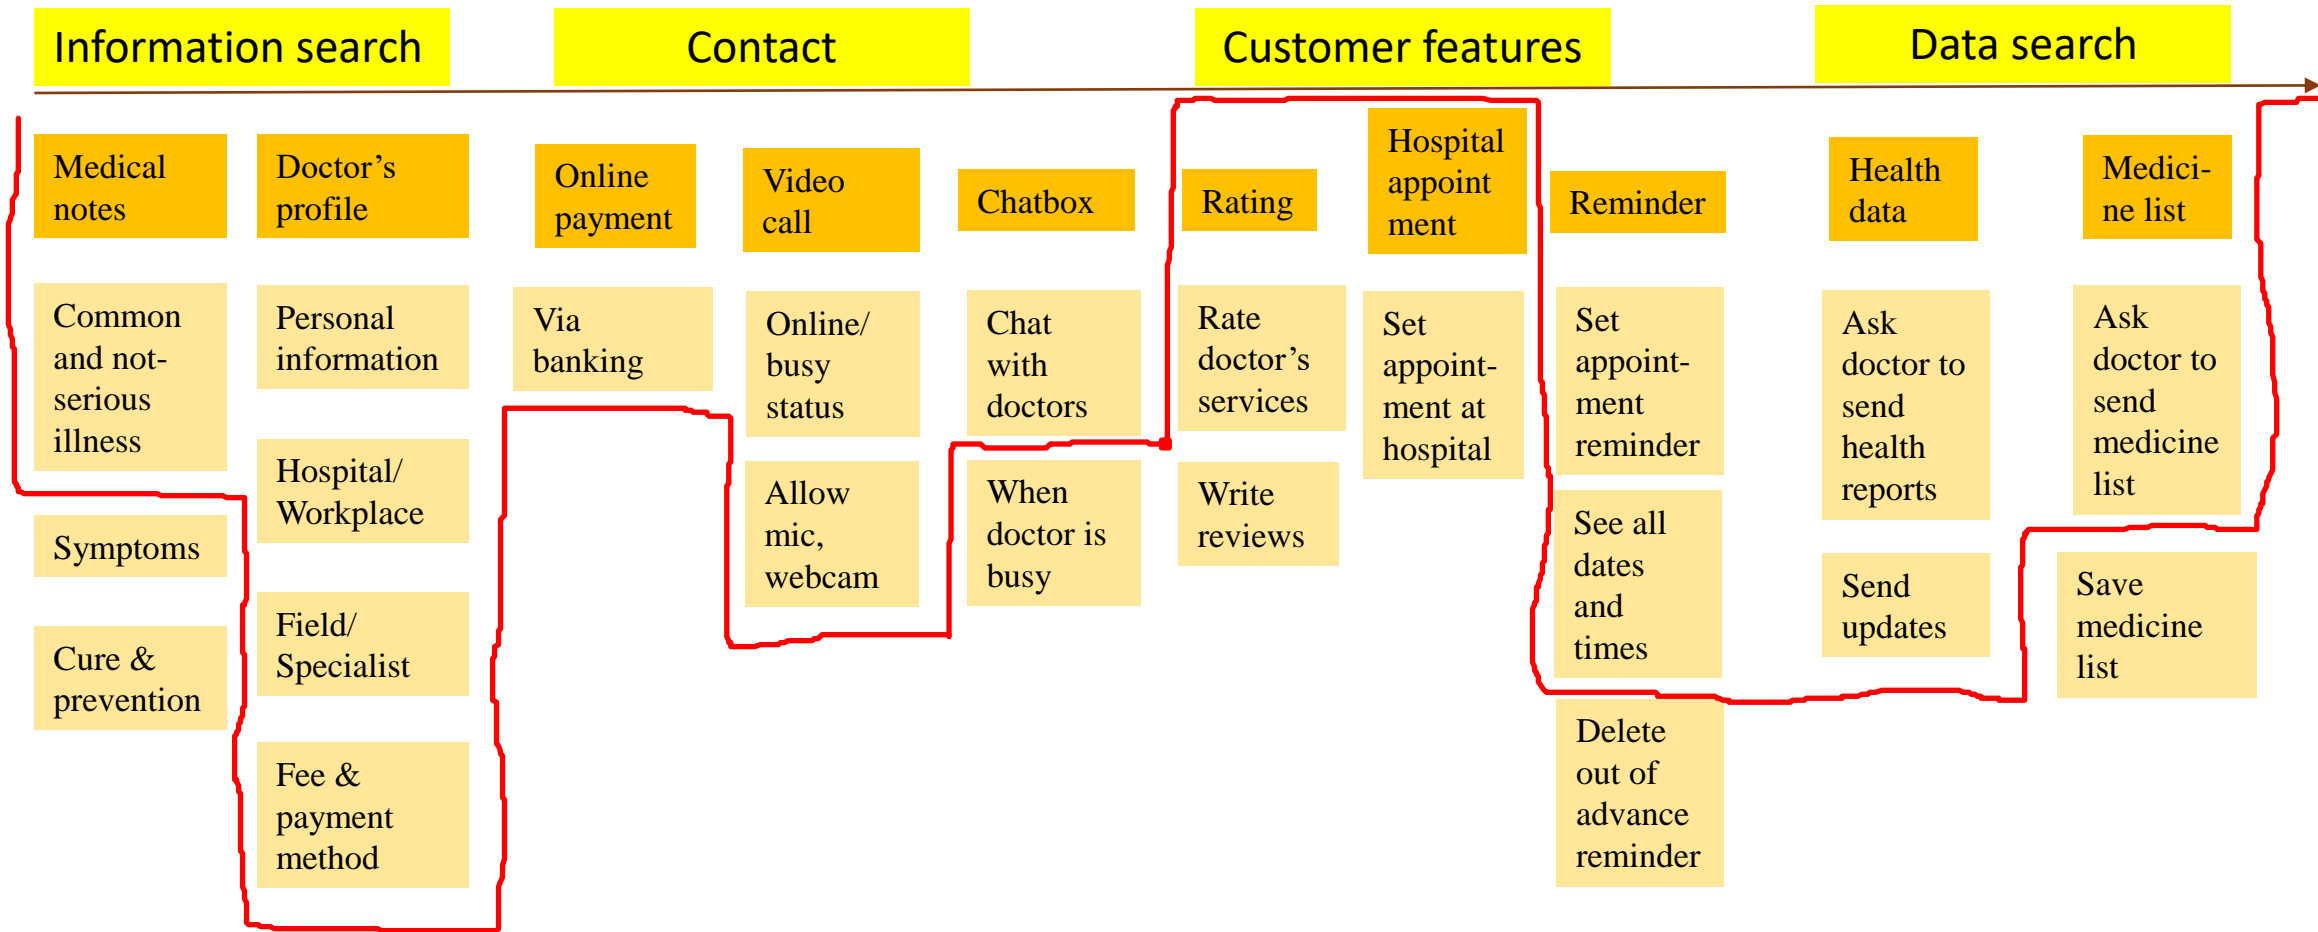 Information search
Contact
Customer features
Data search
Medical
notes
Doctor’s
profile
Online
payment
Video
call
Chatbox
Rating
Hospital
appoint
ment
Reminder
Health
data
Medici-
ne list
Common
and not-
serious
illness
Symptoms
Cure &
prevention
Personal
information
Hospital/
Workplace
Field/
Specialist
Fee &
payment
method
Via
banking
Online/
busy
status
Allow
mic,
webcam
Chat
with
doctors
When
doctor is
busy
Rate
doctor’s
services
Write
reviews
Set
appoint-
ment at
hospital
Set
appoint-
ment
reminder
See all
dates
and
times
Delete
out of
advance
reminder
Ask
doctor to
send
health
reports
Send
updates
Ask
doctor to
send
medicine
list
Save
medicine
list